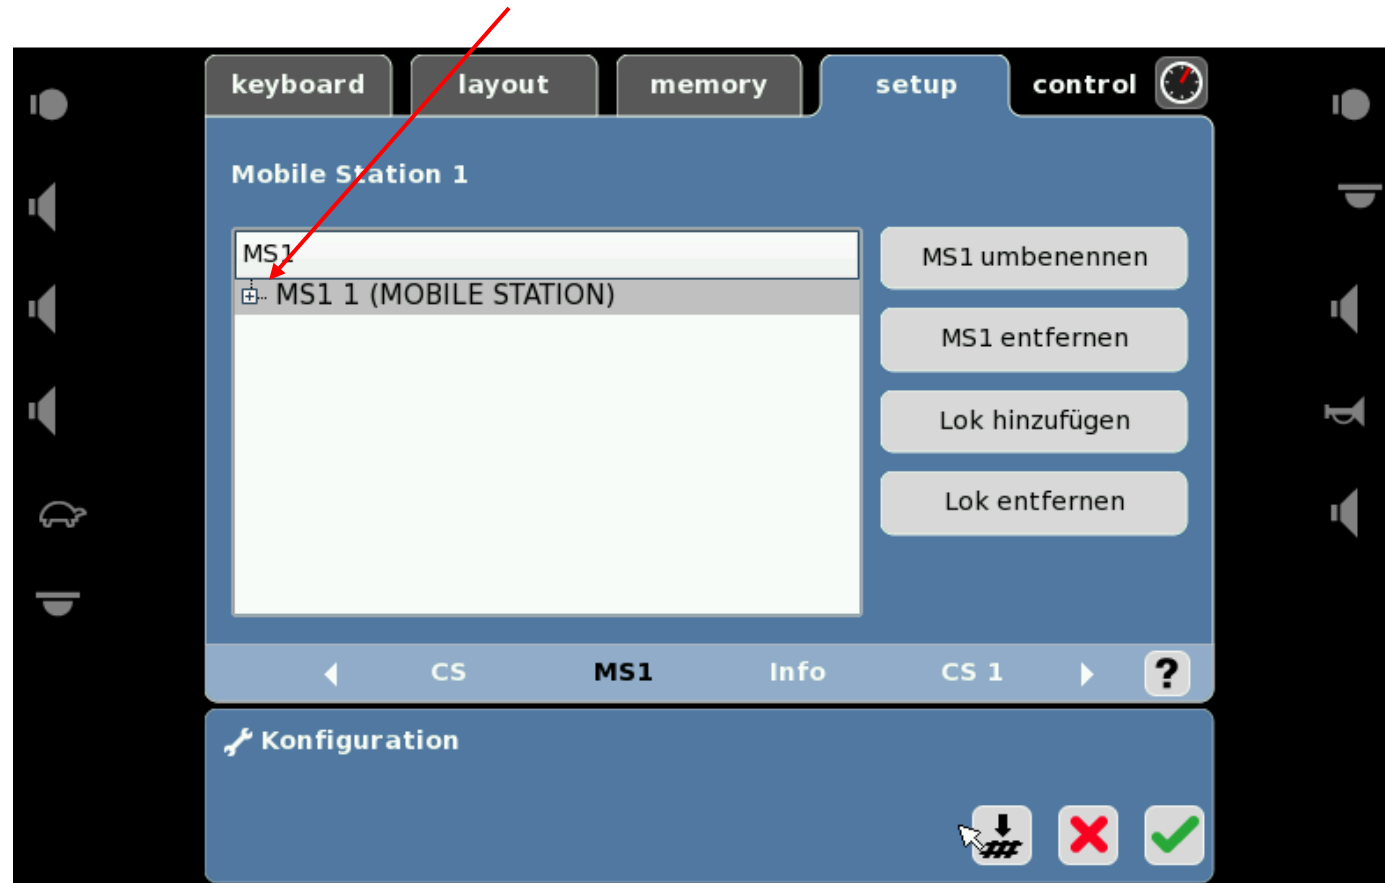 keyboard layout memory setup control
Mobile Station 1
MS1
MS1 1 (MOBILE STATION)
MS1 umbenennen
MS1 entfernen
Lok hinzufügen
Lok entfernen
CS MS1 Info CS 1 ?
Konfiguration